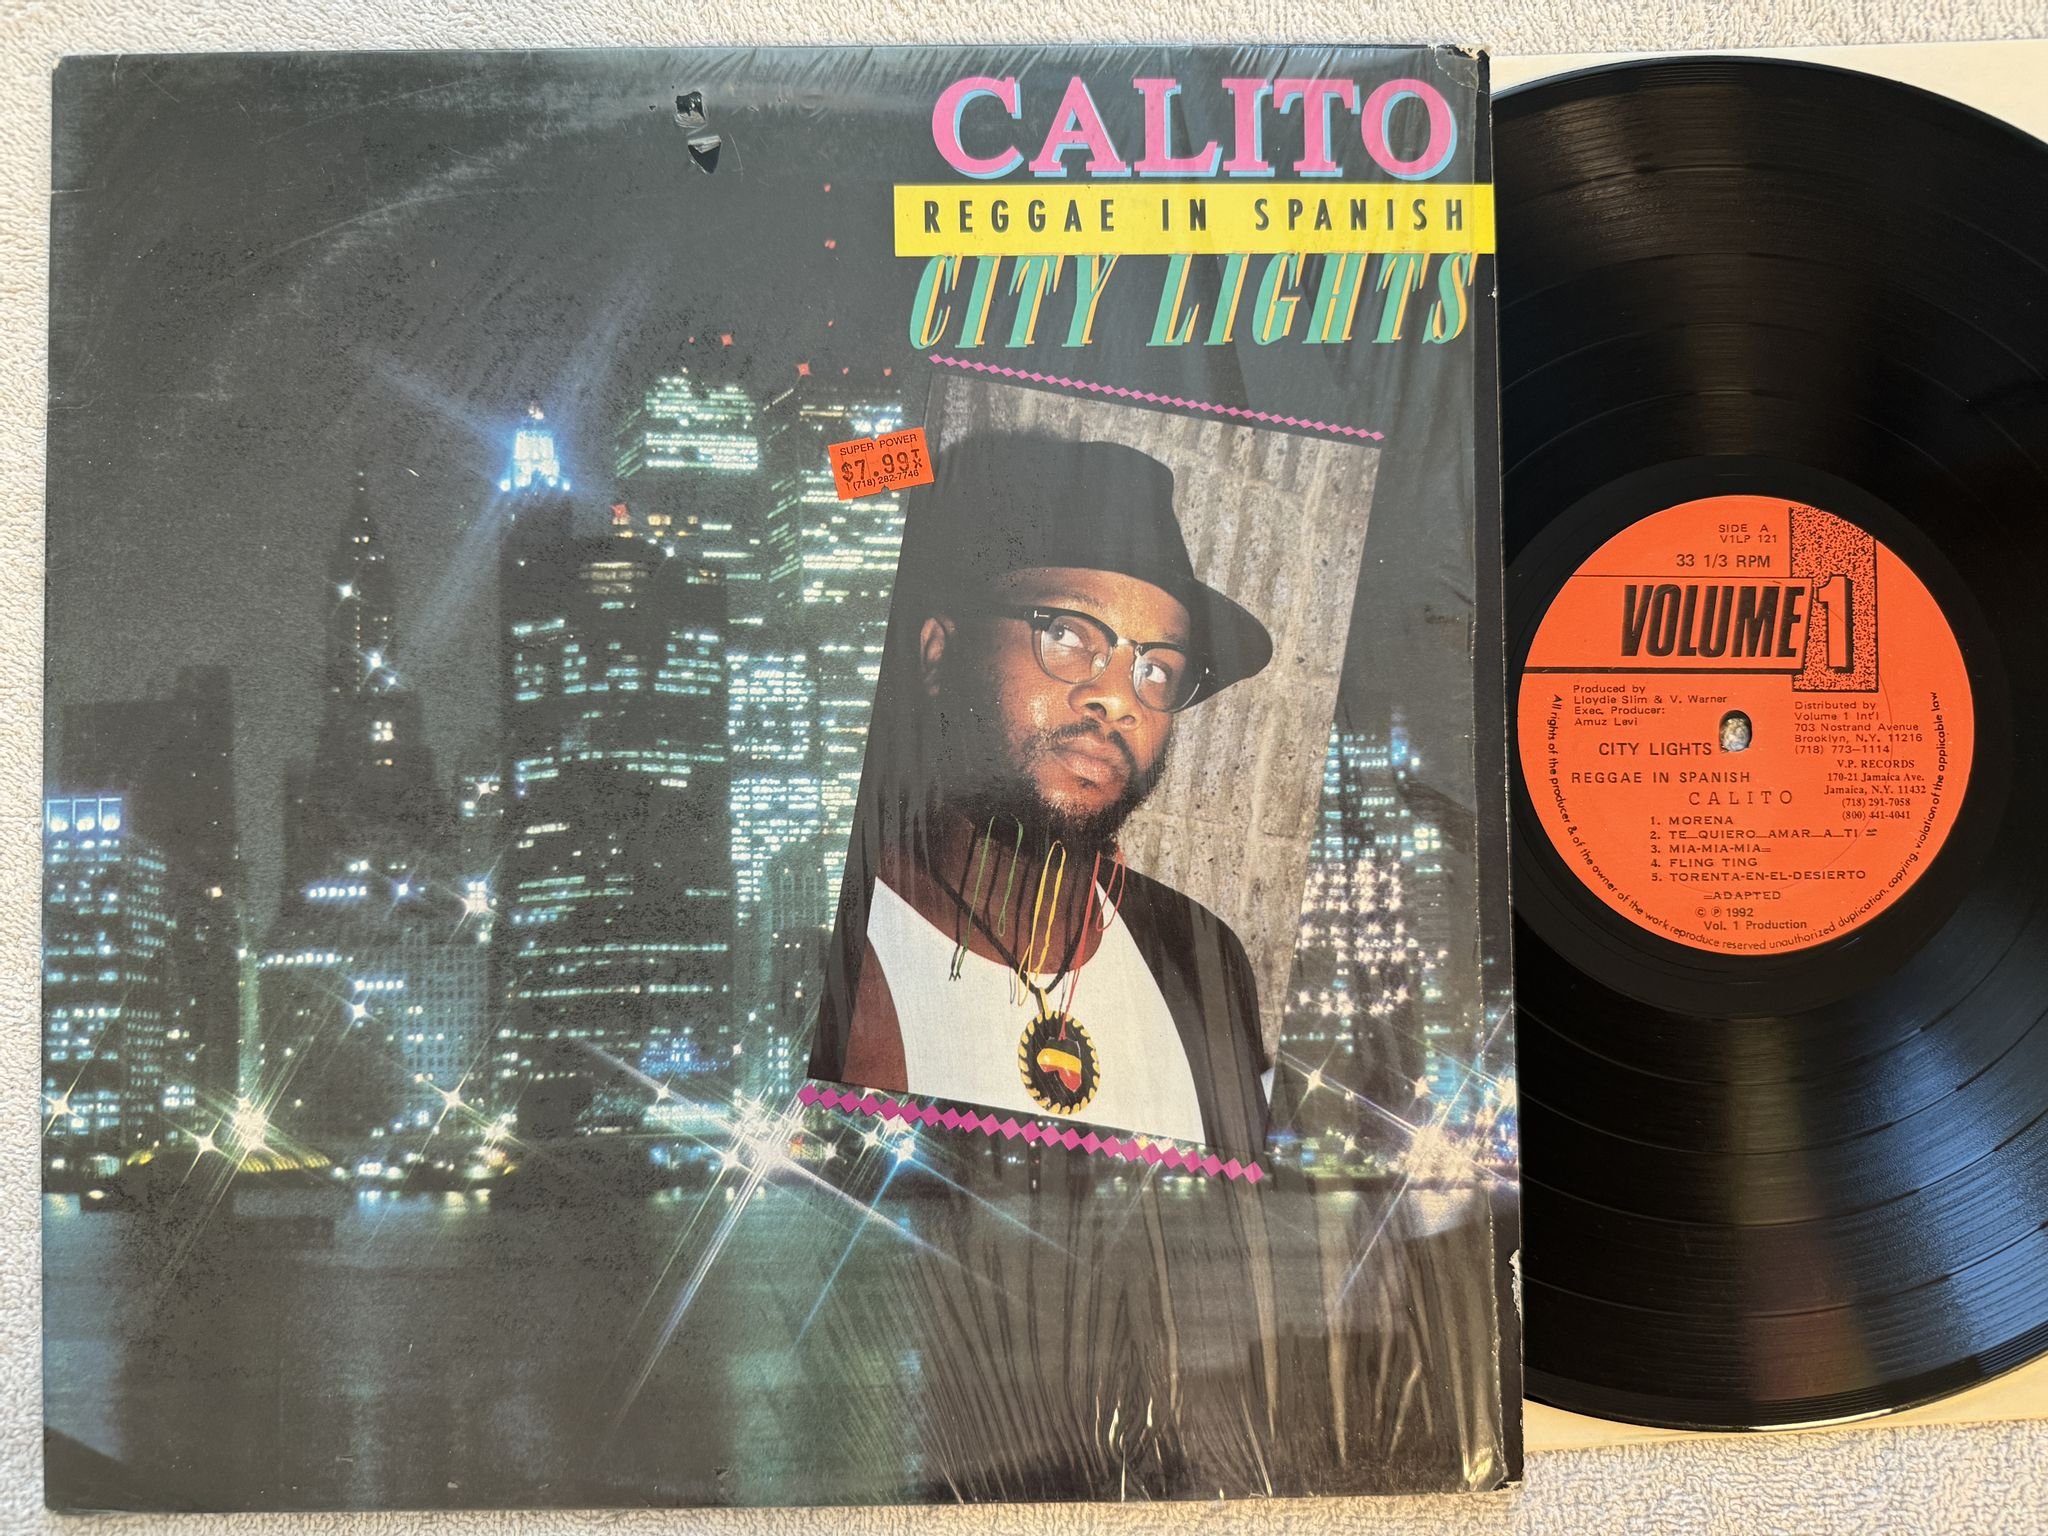 CALITO
REGGAE IN SPANISH
CITY LIGHTS
SUPER POWER
$7.99 TX
(718) 282-7746
SIDE A
V1LP 121
33 1/3 RPM
VOLUME 1
Produced by
Lloydie Slim & V. Warner
Exec. Producer:
Amuz Levi
Distributed by
Volume 1 Int'l
703 Nostrand Avenue
Brooklyn, N.Y. 11216
(718) 773-1114
V.P. RECORDS
170-21 Jamaica Ave.
Jamaica, N.Y. 11432
(718) 291-7058
(800) 441-4041
CITY LIGHTS
REGGAE IN SPANISH
CALITO
1. MORENA
2. TE QUIERO AMAR A TI =
3. MIA-MIA-MIA=
4. FLING TING
5. TORENTA-EN-EL-DESIERTO
=ADAPTED
© ℗ 1992
Vol. 1 Production
All rights of the producer & of the owner of the work reproduce reserved unauthorized duplication, copying, violation of the applicable law